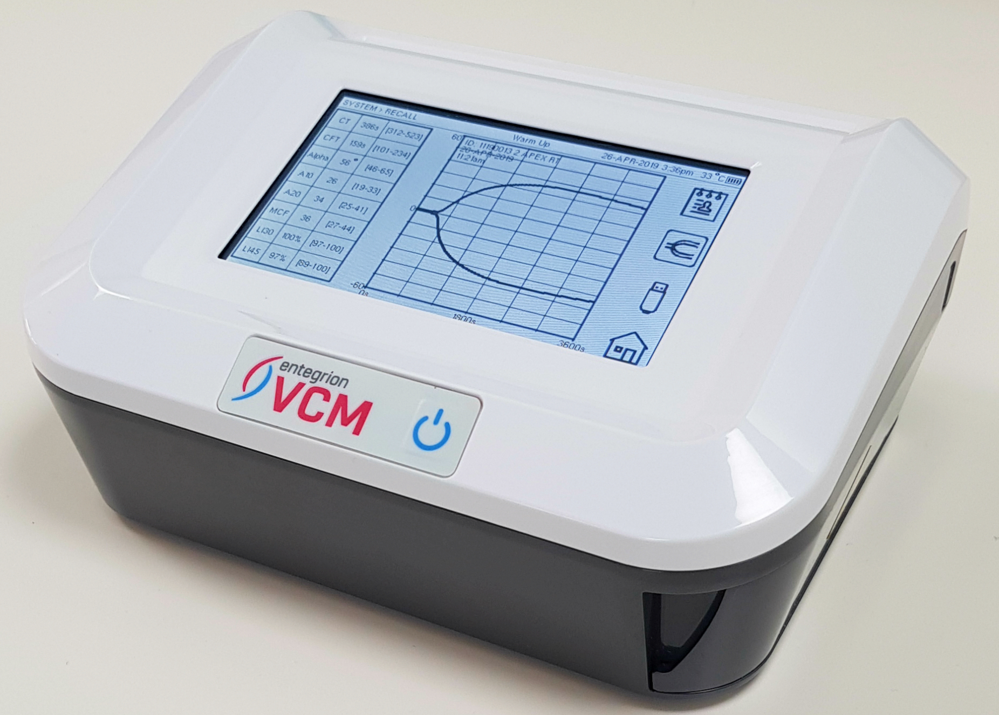 SYSTEM > RECALL
Warm Up
26-APR-2019 3:36pm 33 °C
CT 386s [312-523]
CFT 159s [101-234]
Alpha 56 ° [46-65]
A10 26 [19-33]
A20 34 [25-41]
MCF 36 [27-44]
LI30 100% [97-100]
LI45 97% [89-100]
60
ID: 11190013 2 APEX RT
26-APR-2019
11:21am
0
-60
0s
1800s
3600s
entegrion
VCM